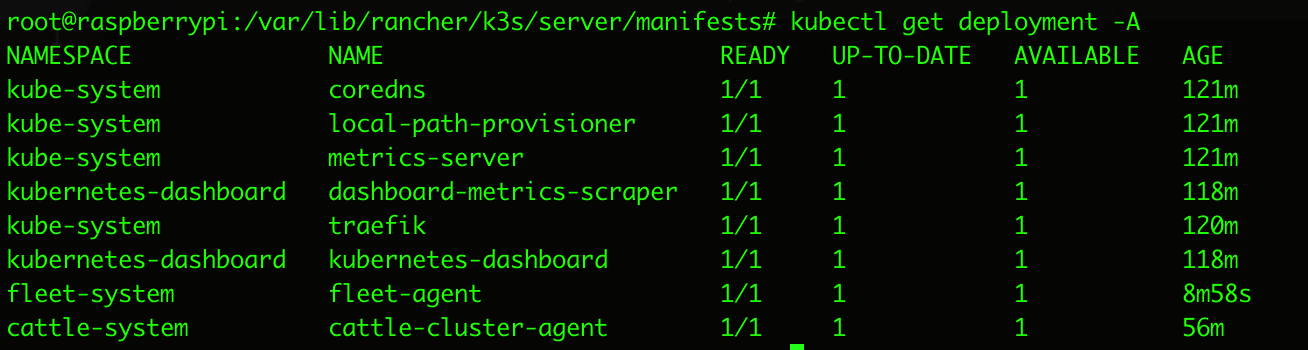 root@raspberrypi:/var/lib/rancher/k3s/server/manifests# kubectl get deployment -A
NAMESPACE NAME READY UP-TO-DATE AVAILABLE AGE
kube-system coredns 1/1 1 1 121m
kube-system local-path-provisioner 1/1 1 1 121m
kube-system metrics-server 1/1 1 1 121m
kubernetes-dashboard dashboard-metrics-scraper 1/1 1 1 118m
kube-system traefik 1/1 1 1 120m
kubernetes-dashboard kubernetes-dashboard 1/1 1 1 118m
fleet-system fleet-agent 1/1 1 1 8m58s
cattle-system cattle-cluster-agent 1/1 1 1 56m